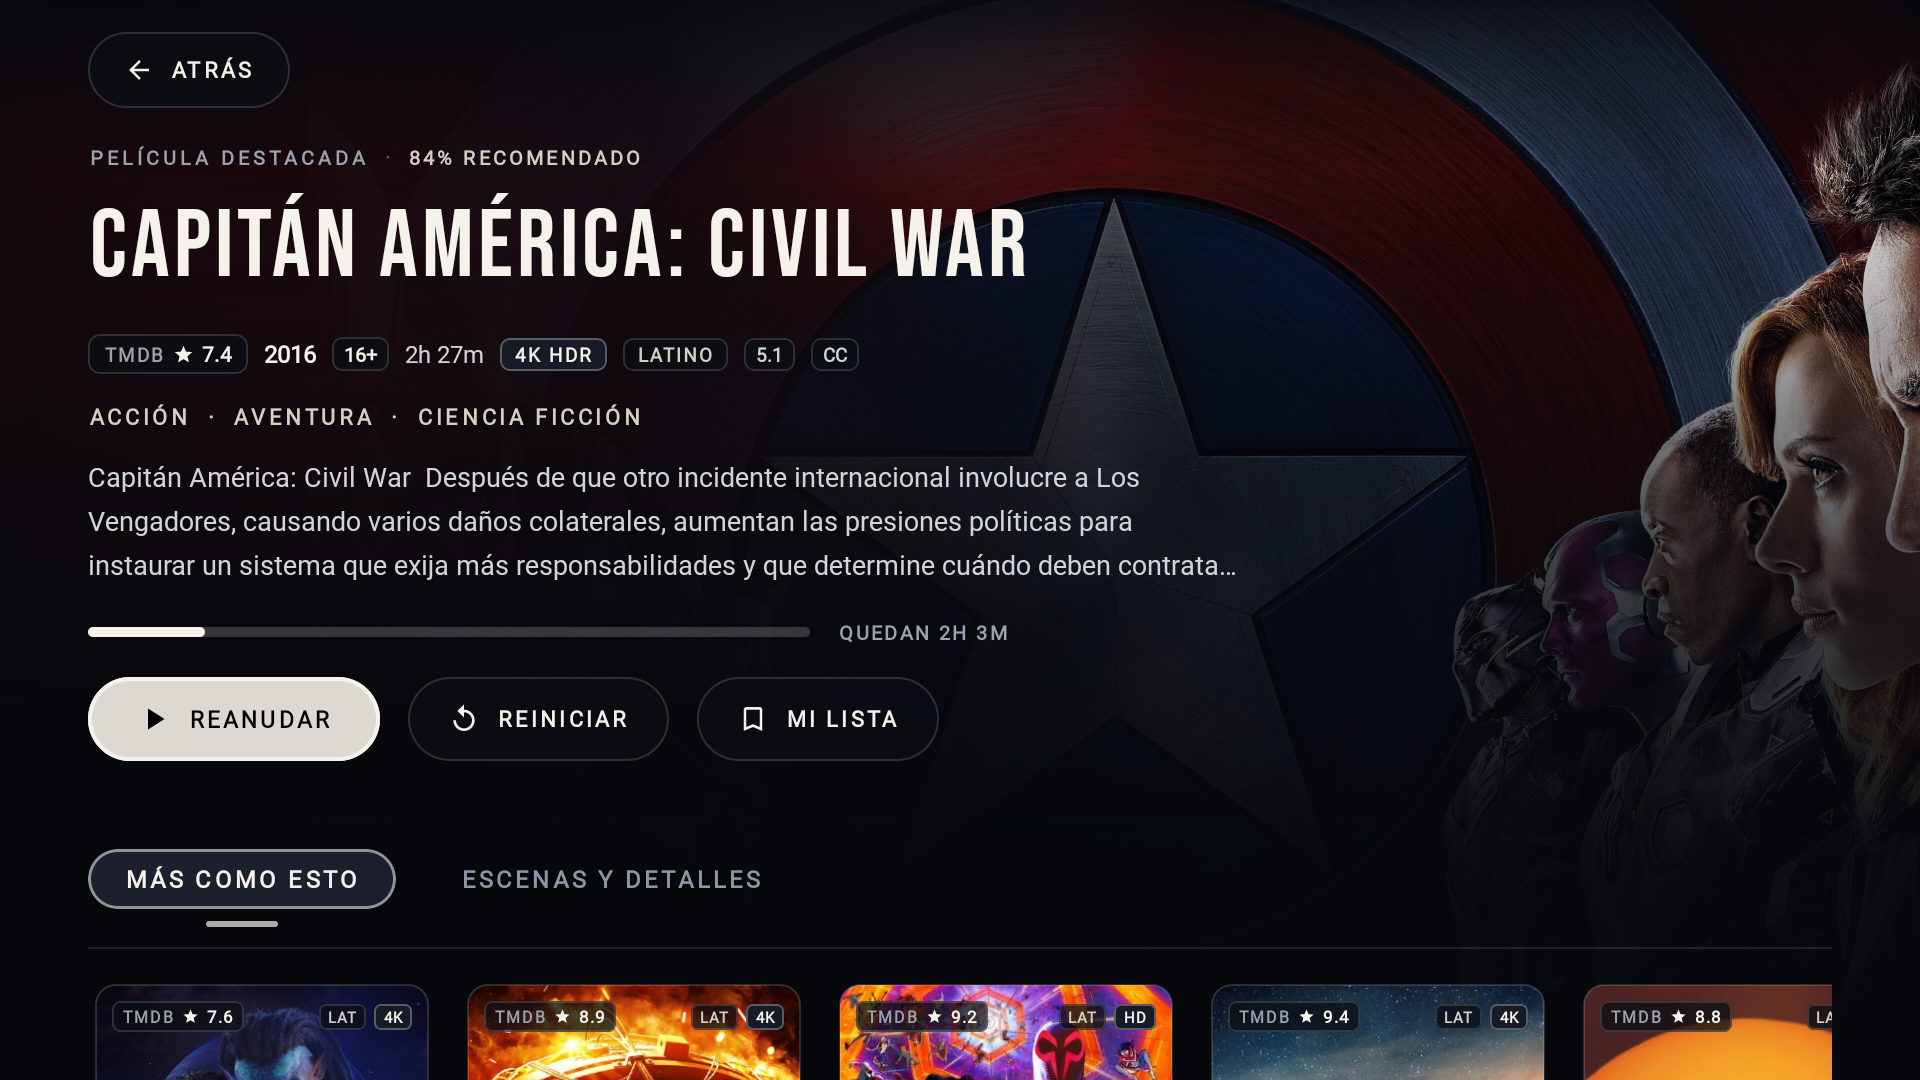 ATRÁS
PELÍCULA DESTACADA · 84% RECOMENDADO
CAPITÁN AMÉRICA: CIVIL WAR
TMDB ★ 7.4 2016 16+ 2h 27m 4K HDR LATINO 5.1 CC
ACCIÓN · AVENTURA · CIENCIA FICCIÓN
Capitán América: Civil War  Después de que otro incidente internacional involucre a Los
Vengadores, causando varios daños colaterales, aumentan las presiones políticas para
instaurar un sistema que exija más responsabilidades y que determine cuándo deben contrata…
QUEDAN 2H 3M
REANUDAR REINICIAR MI LISTA
MÁS COMO ESTO ESCENAS Y DETALLES
TMDB ★ 7.6 LAT 4K TMDB ★ 8.9 LAT 4K TMDB ★ 9.2 LAT HD TMDB ★ 9.4 LAT 4K TMDB ★ 8.8 LA